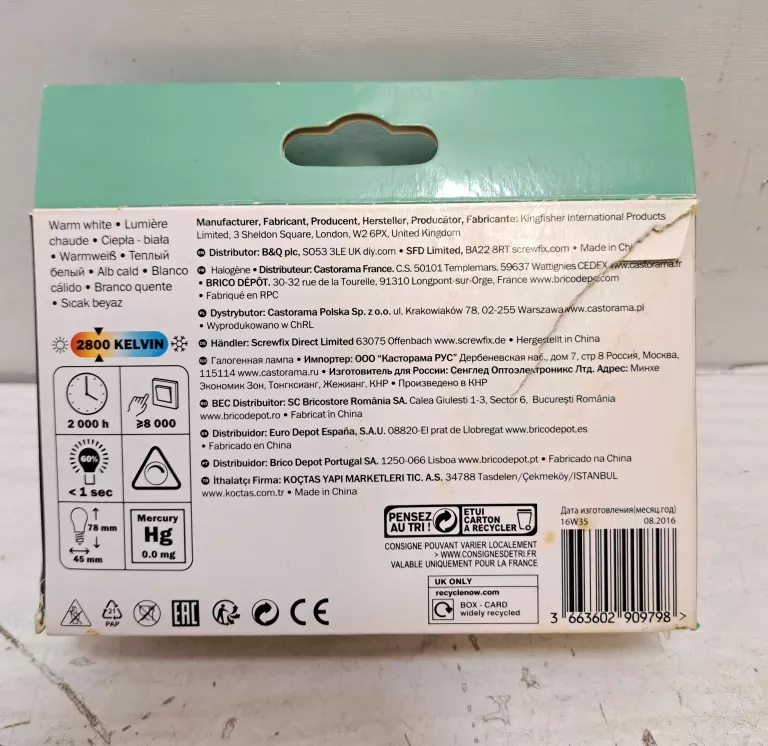 Warm white • Lumière
chaude • Ciepła - biała
• Warmweiß • Теплый
белый • Alb cald • Blanco
cálido • Branco quente
• Sıcak beyaz
2800 KELVIN
2 000 h
≥8 000
60%
< 1 sec
78 mm
45 mm
Mercury
Hg
0.0 mg
Manufacturer, Fabricant, Producent, Hersteller, Producător, Fabricante: Kingfisher International Products
Limited, 3 Sheldon Square, London, W2 6PX, United Kingdom
Distributor: B&Q plc, SO53 3LE UK diy.com • SFD Limited, BA22 8RT screwfix.com • Made in Ch
Halogène • Distributeur: Castorama France. C.S. 50101 Templemars. 59637 Wattignies CEDEX www.castorama.fr
• BRICO DÉPÔT. 30-32 rue de la Tourelle, 91310 Longpont-sur-Orge, France www.bricodepot.com
• Fabriqué en RPC
Dystrybutor: Castorama Polska Sp. z o.o. ul. Krakowiaków 78, 02-255 Warszawa www.castorama.pl
• Wyprodukowano w ChRL
Händler: Screwfix Direct Limited 63075 Offenbach www.screwfix.de • Hergestellt in China
Галогенная лампа • Импортер: ООО "Касторама РУС" Дербеневская наб., дом 7, стр 8 Россия, Москва,
115114 www.castorama.ru • Изготовитель для России: Сенглед Оптоэлектроникс Лтд. Адрес: Минхе
Экономик Зон, Тонгксианг, Жежианг, КНР • Произведено в КНР
BEC Distribuitor: SC Bricostore România SA. Calea Giulesti 1-3, Sector 6, București România
www.bricodepot.ro • Fabricat in China
Distribuidor: Euro Depot España, S.A.U. 08820-El prat de Llobregat www.bricodepot.es
• Fabricado en China
Distribuidor: Brico Depot Portugal SA. 1250-066 Lisboa www.bricodepot.pt • Fabricado na China
İthalatçı Firma: KOÇTAS YAPI MARKETLERI TIC. A.S. 34788 Tasdelen/Çekmeköy/ISTANBUL
www.koctas.com.tr • Made in China
PENSEZ
AU TRI !
ETUI
CARTON
A RECYCLER
CONSIGNE POUVANT VARIER LOCALEMENT
> WWW.CONSIGNESDETRI.FR
VALABLE UNIQUEMENT POUR LA FRANCE
Дата изготовления(месяц.год)
16W35 08.2016
UK ONLY
recyclenow.com
BOX - CARD
widely recycled
3 663602 909798 >
21
PAP
EAC
CE